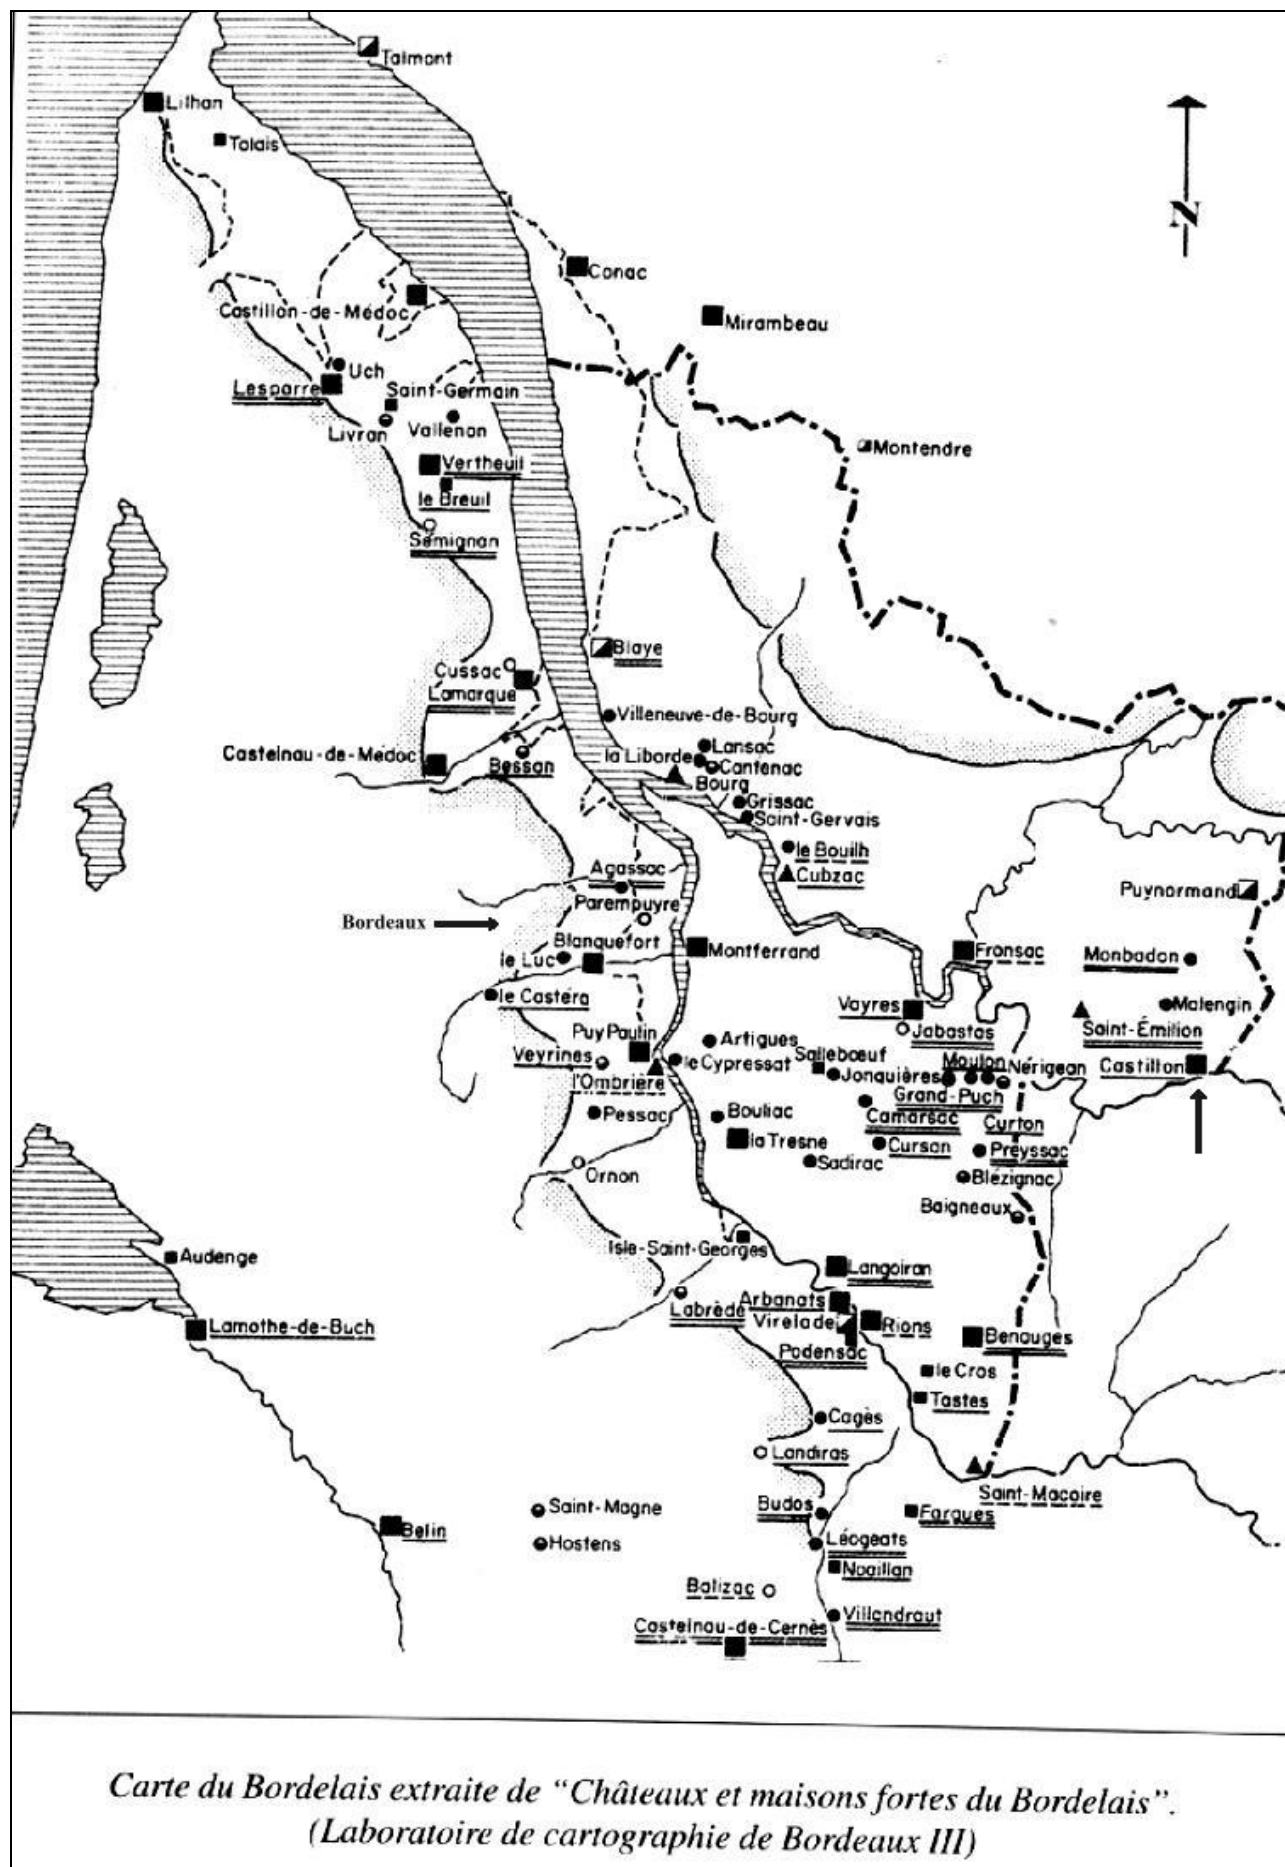 Talmont
Lilhan
Talais
N
Conac
Castillon-de-Médoc
Mirambeau
Uch
Lesparre
Saint-Germain
Livran
Vallenon
Montendre
Vertheuil
le Breuil
Sémignan
Blaye
Cussac
Lamarque
Villeneuve-de-Bourg
Castelnau-de-Médoc
Bessan
Lansac
la Liborde
Cantenac
Bourg
Grissac
Saint-Gervais
le Bouilh
Agassac
Cubzac
Puynormand
Parempuyre
Bordeaux
Blanquefort
Montferrand
Fronsac
le Luc
Monbadon
le Castéra
Vayres
Malengin
Jabastas
Saint-Émilion
Puy Paulin
Artigues
Veyrines
le Cypressat
Sallebœuf
Moulon
Nérigean
Castillon
l'Ombrière
Jonquières
Grand-Puch
Pessac
Bouliac
Camarsac
Curton
la Tresne
Cursan
Preyssac
Sadirac
Ornon
Blézignac
Baigneaux
Isle-Saint-Georges
Audenge
Langoiran
Labrède
Arbanats
Lamothe-de-Buch
Virelade
Rions
Podensac
Benauges
le Cros
Tastes
Cagès
Landiras
Saint-Macaire
Saint-Magne
Budos
Fargues
Belin
Hostens
Léogeats
Noaillan
Balizac
Villandraut
Castelnau-de-Cernès
Carte du Bordelais extraite de “Châteaux et maisons fortes du Bordelais”.
(Laboratoire de cartographie de Bordeaux III)